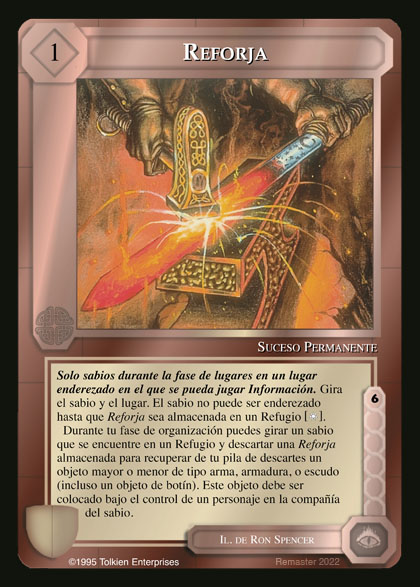 1
Reforja
Suceso Permanente
Solo sabios durante la fase de lugares en un lugar
enderezado en el que se pueda jugar Información. Gira
el sabio y el lugar. El sabio no puede ser enderezado
hasta que Reforja sea almacenada en un Refugio [ ].
Durante tu fase de organización puedes girar un sabio
que se encuentre en un Refugio y descartar una Reforja
almacenada para recuperar de tu pila de descartes un
objeto mayor o menor de tipo arma, armadura, o escudo
(incluso un objeto de botín). Este objeto debe ser
colocado bajo el control de un personaje en la compañía
del sabio.
6
Il. de Ron Spencer
©1995 Tolkien Enterprises
Remaster 2022